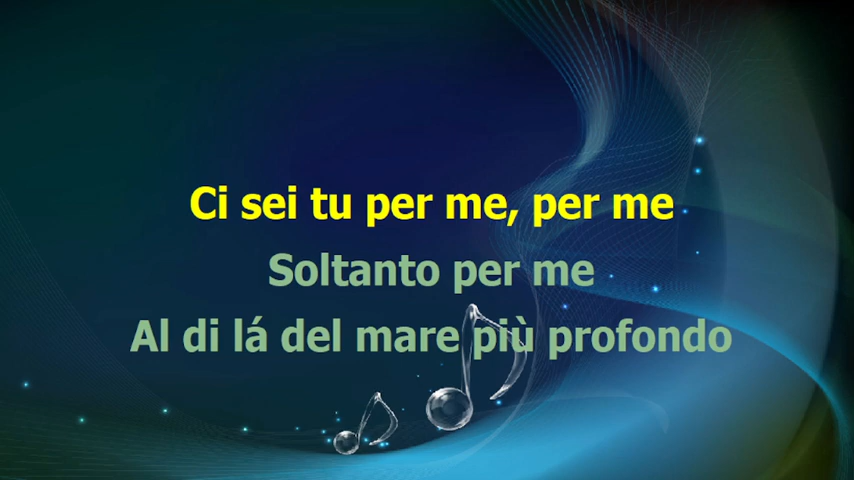 Ci sei tu per me, per me
Soltanto per me
Al di lá del mare più profondo